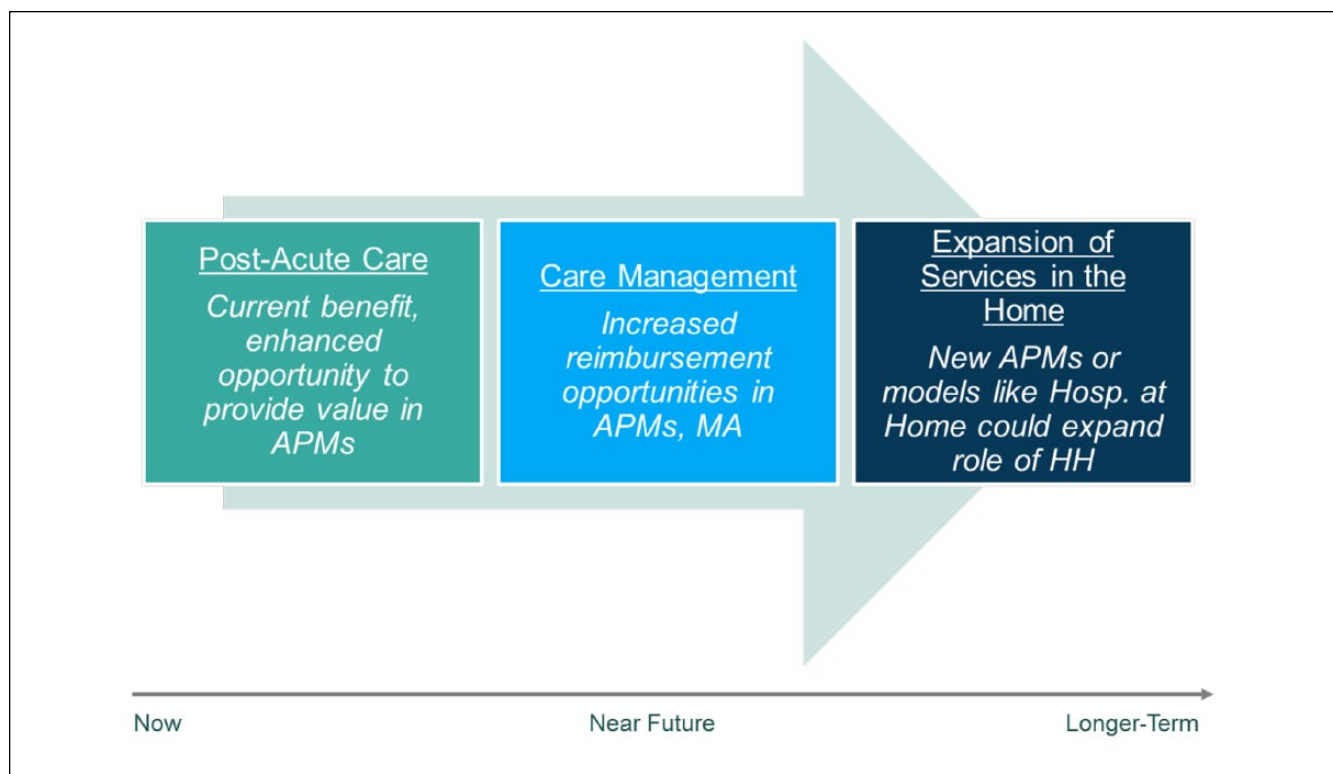 Post-Acute Care
Current benefit,
enhanced
opportunity to
provide value in
APMs
Care Management
Increased
reimbursement
opportunities in
APMs, MA
Expansion of
Services in the
Home
New APMs or
models like Hosp. at
Home could expand
role of HH
Now
Near Future
Longer-Term